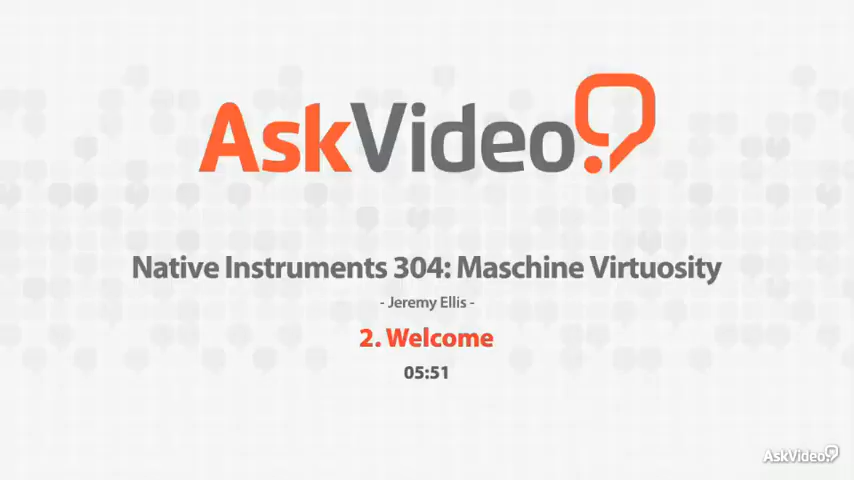 AskVideo
Native Instruments 304: Maschine Virtuosity
- Jeremy Ellis -
2. Welcome
05:51
AskVideo